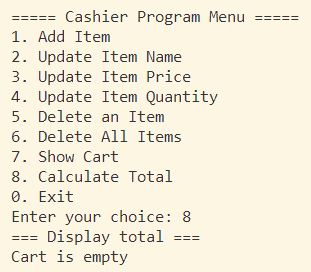 ===== Cashier Program Menu =====
1. Add Item
2. Update Item Name
3. Update Item Price
4. Update Item Quantity
5. Delete an Item
6. Delete All Items
7. Show Cart
8. Calculate Total
0. Exit
Enter your choice: 8
=== Display total ===
Cart is empty